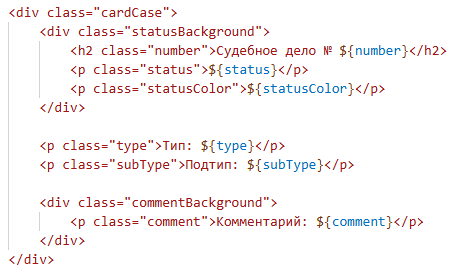 <div class="cardCase">
<div class="statusBackground">
<h2 class="number">Судебное дело № ${number}</h2>
<p class="status">${status}</p>
<p class="statusColor">${statusColor}</p>
</div>
<p class="type">Тип: ${type}</p>
<p class="subType">Подтип: ${subType}</p>
<div class="commentBackground">
<p class="comment">Комментарий: ${comment}</p>
</div>
</div>